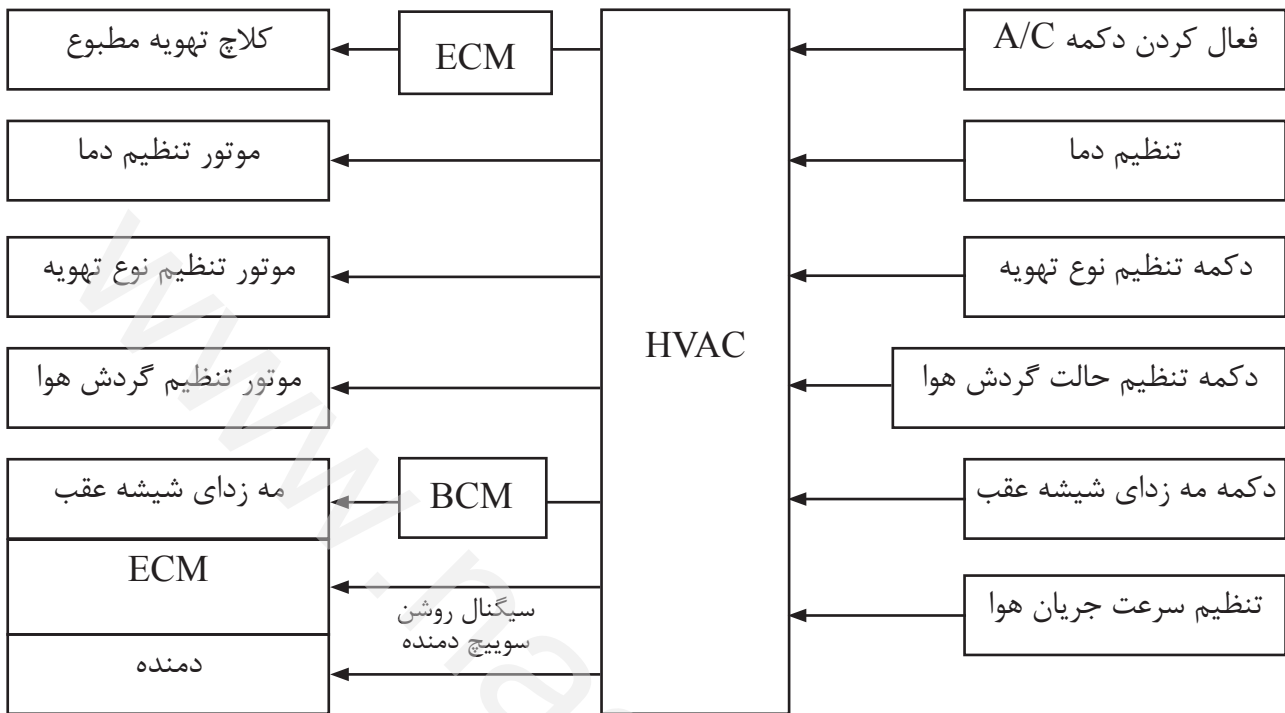 فعال کردن دکمه A/C
تنظیم دما
دکمه تنظیم نوع تهویه
دکمه تنظیم حالت گردش هوا
دکمه مه زدای شیشه عقب
تنظیم سرعت جریان هوا
HVAC
ECM
BCM
سیگنال روشن
سوییچ دمنده
کلاچ تهویه مطبوع
موتور تنظیم دما
موتور تنظیم نوع تهویه
موتور تنظیم گردش هوا
مه زدای شیشه عقب
ECM
دمنده
www.na